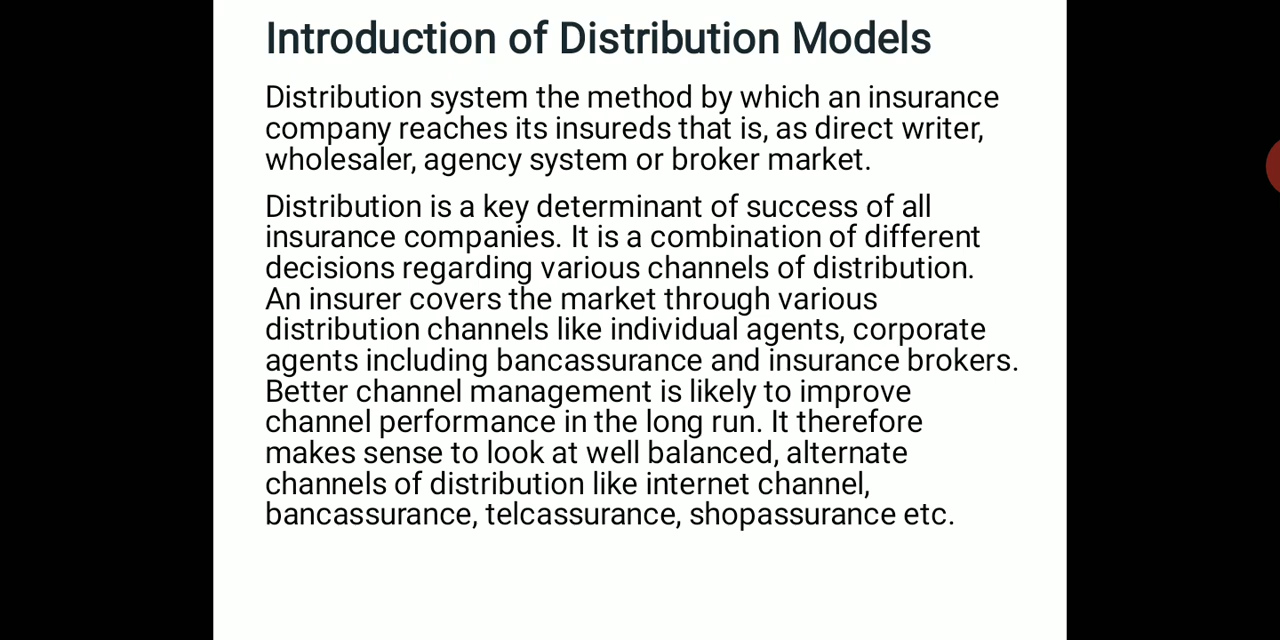 Introduction of Distribution Models
Distribution system the method by which an insurance
company reaches its insureds that is, as direct writer,
wholesaler, agency system or broker market.
Distribution is a key determinant of success of all
insurance companies. It is a combination of different
decisions regarding various channels of distribution.
An insurer covers the market through various
distribution channels like individual agents, corporate
agents including bancassurance and insurance brokers.
Better channel management is likely to improve
channel performance in the long run. It therefore
makes sense to look at well balanced, alternate
channels of distribution like internet channel,
bancassurance, telcassurance, shopassurance etc.